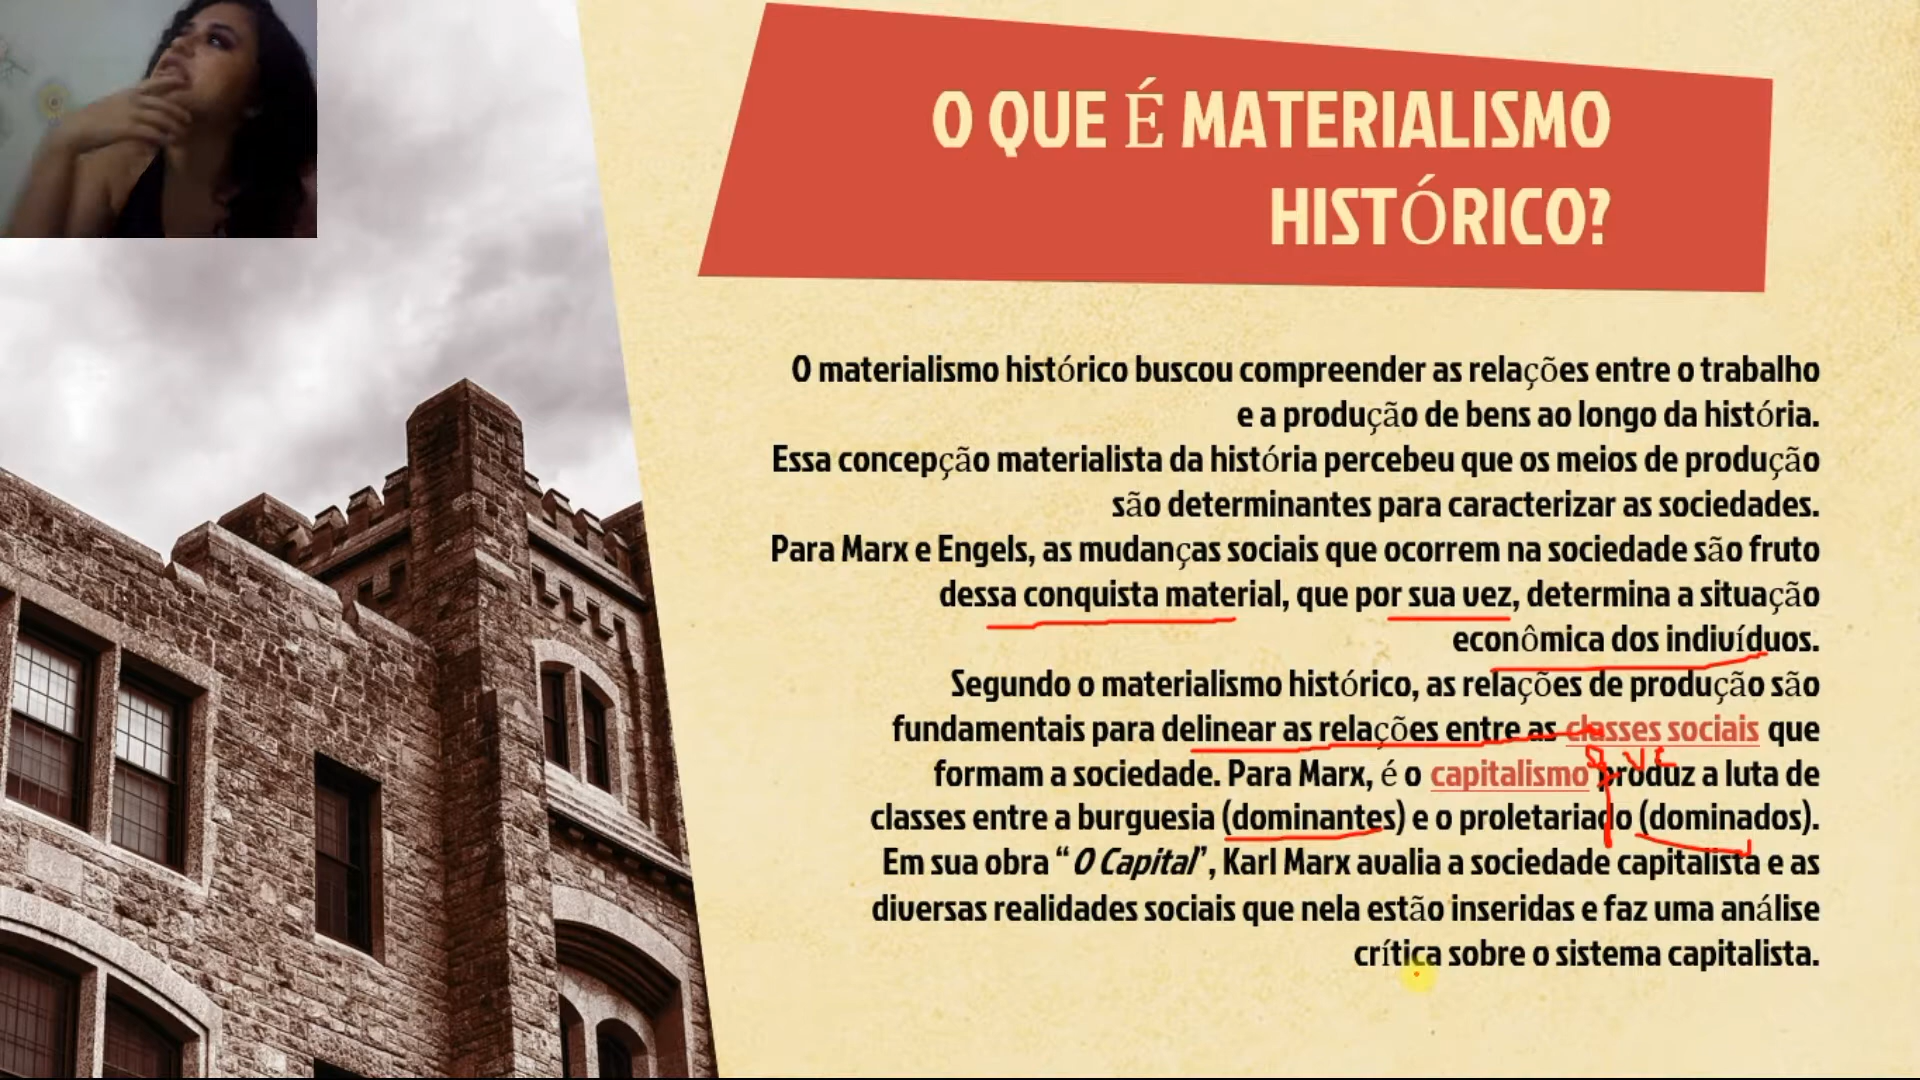 O QUE É MATERIALISMO
HISTÓRICO?
O materialismo histórico buscou compreender as relações entre o trabalho
e a produção de bens ao longo da história.
Essa concepção materialista da história percebeu que os meios de produção
são determinantes para caracterizar as sociedades.
Para Marx e Engels, as mudanças sociais que ocorrem na sociedade são fruto
dessa conquista material, que por sua vez, determina a situação
econômica dos indivíduos.
Segundo o materialismo histórico, as relações de produção são
fundamentais para delinear as relações entre as classes sociais que
que
formam a sociedade. Para Marx, é o capitalismo produz a luta de
classes entre a burguesia (dominantes) e o proletariado (dominados).
Em sua obra “O Capital”, Karl Marx avalia a sociedade capitalista e as
diversas realidades sociais que nela estão inseridas e faz uma análise
crítica sobre o sistema capitalista.